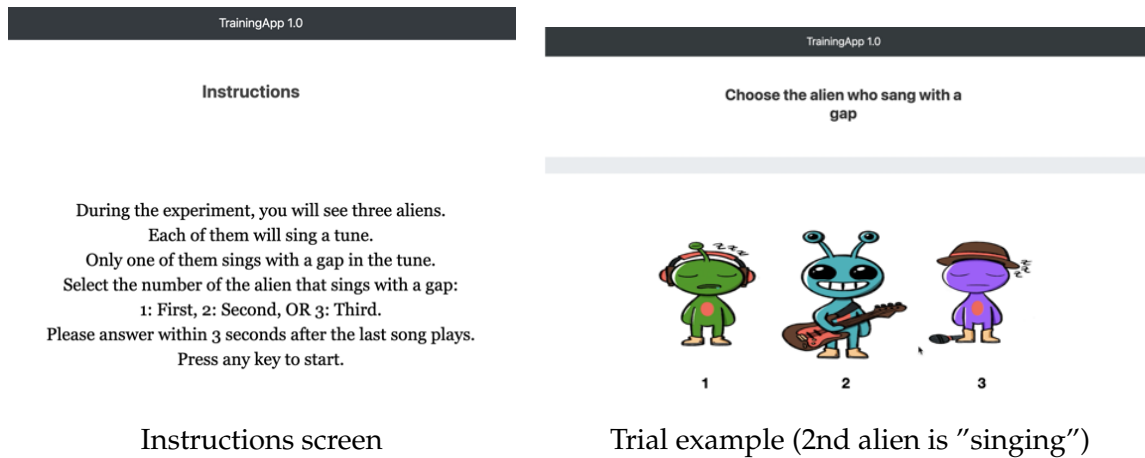 TrainingApp 1.0
Instructions
During the experiment, you will see three aliens.
Each of them will sing a tune.
Only one of them sings with a gap in the tune.
Select the number of the alien that sings with a gap:
1: First, 2: Second, OR 3: Third.
Please answer within 3 seconds after the last song plays.
Press any key to start.
Instructions screen
TrainingApp 1.0
Choose the alien who sang with a
gap
zzz
zzz
1
2
3
Trial example (2nd alien is ”singing”)